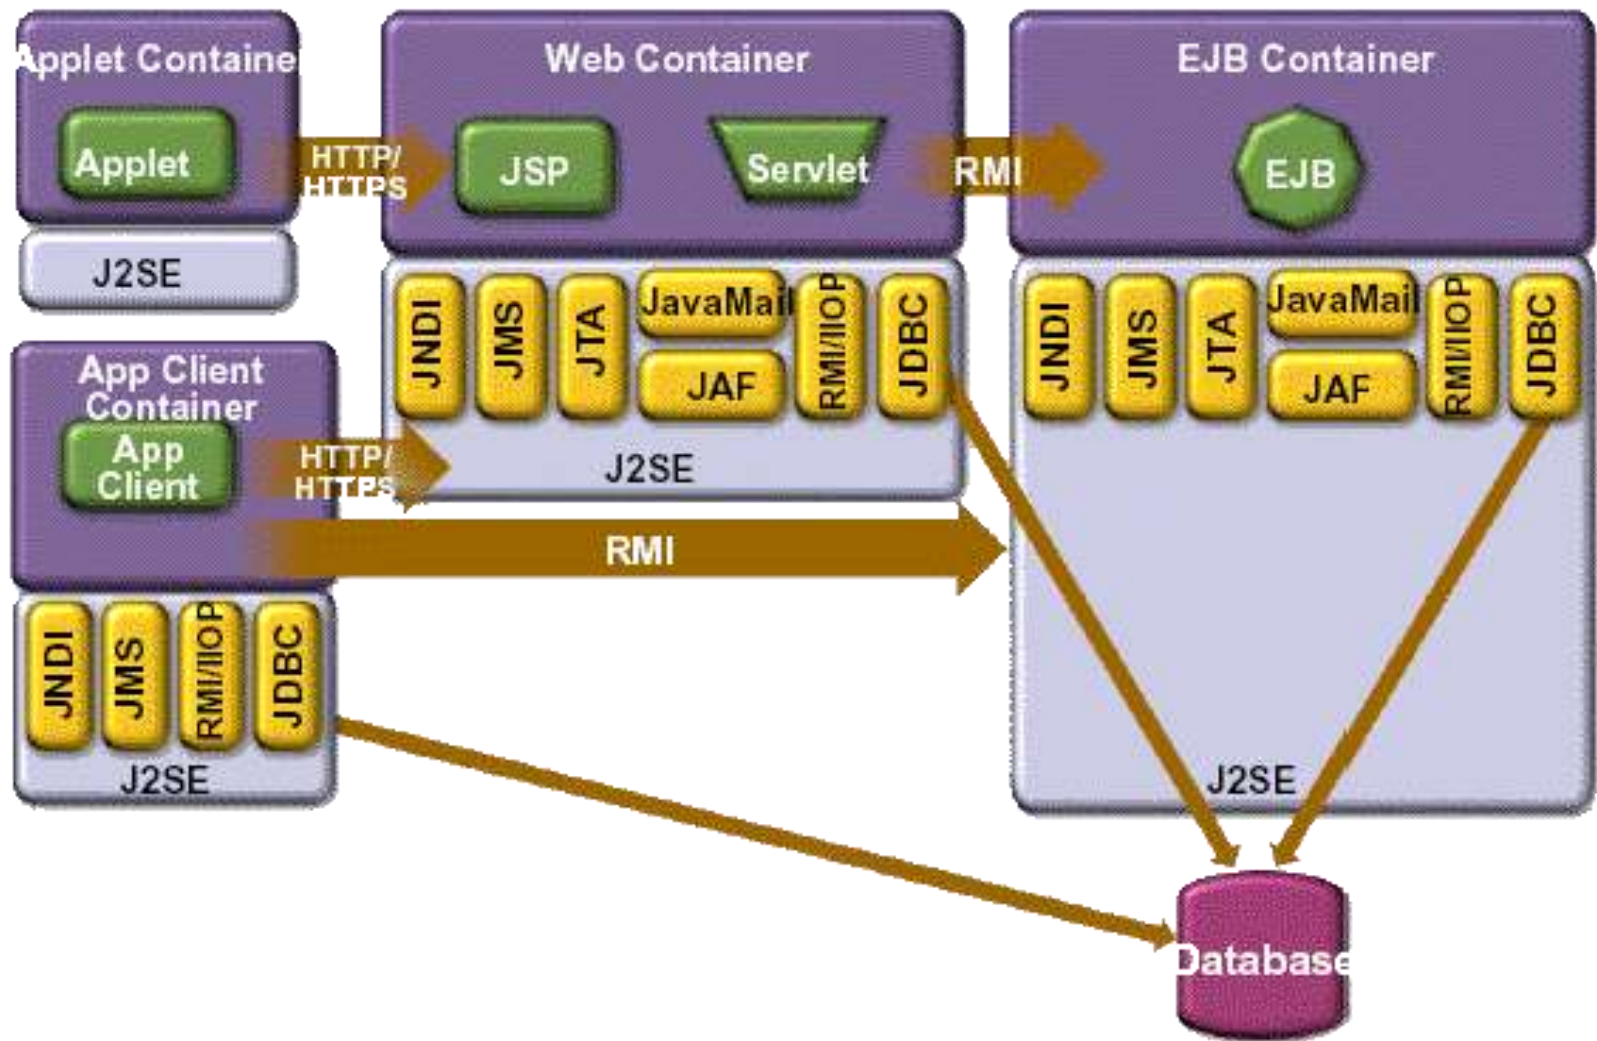 Applet Container
Applet
J2SE
HTTP/
HTTPS
Web Container
JSP
Servlet
JNDI
JMS
JTA
JavaMail
JAF
RMI/IIOP
JDBC
J2SE
RMI
EJB Container
EJB
JNDI
JMS
JTA
JavaMail
JAF
RMI/IIOP
JDBC
J2SE
App Client
Container
App
Client
HTTP/
HTTPS
RMI
JNDI
JMS
RMI/IIOP
JDBC
J2SE
Database